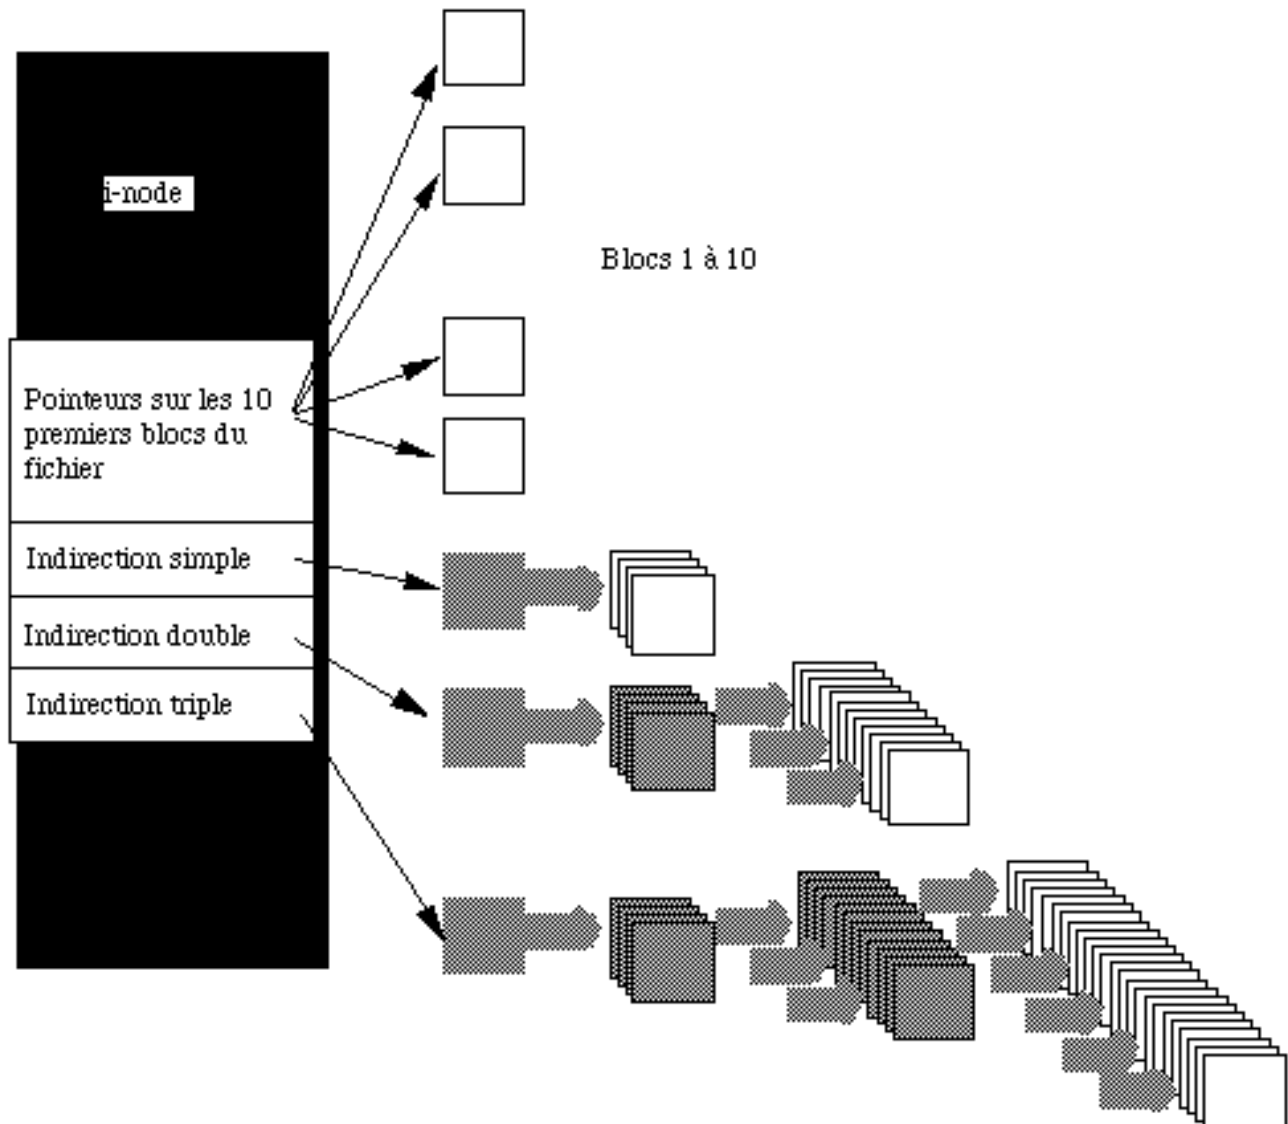 i-node
Blocs 1 à 10
Pointeurs sur les 10
premiers blocs du
fichier
Indirection simple
Indirection double
Indirection triple